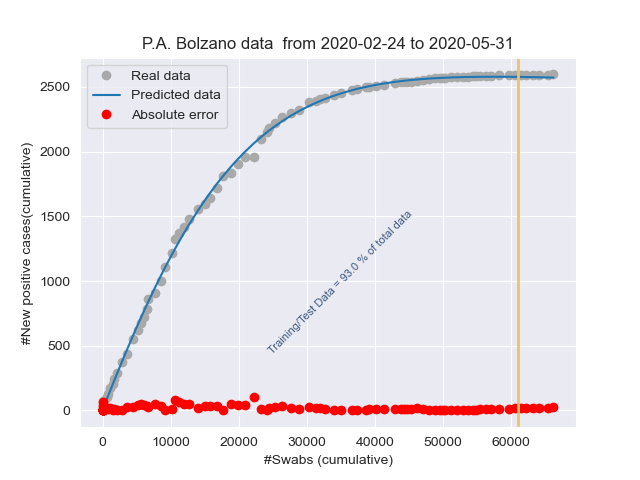 P.A. Bolzano data  from 2020-02-24 to 2020-05-31
Real data
Predicted data
Absolute error
#New positive cases(cumulative)
2500
2000
1500
1000
500
0
Training/Test Data = 93.0 % of total data
0 10000 20000 30000 40000 50000 60000
#Swabs (cumulative)